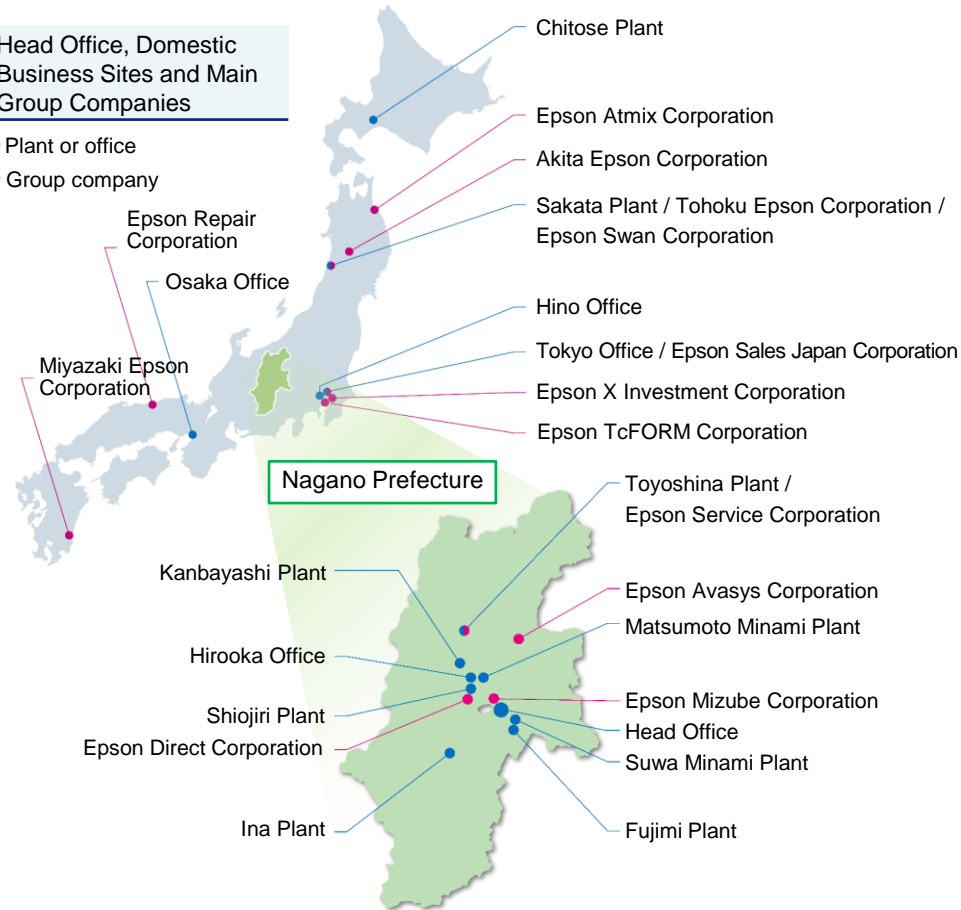 Head Office, Domestic
Business Sites and Main
Group Companies
Plant or office
Group company
Chitose Plant
Epson Atmix Corporation
Akita Epson Corporation
Sakata Plant / Tohoku Epson Corporation /
Epson Swan Corporation
Epson Repair
Corporation
Osaka Office
Hino Office
Tokyo Office / Epson Sales Japan Corporation
Miyazaki Epson
Corporation
Epson X Investment Corporation
Epson TcFORM Corporation
Nagano Prefecture
Toyoshina Plant /
Epson Service Corporation
Kanbayashi Plant
Epson Avasys Corporation
Matsumoto Minami Plant
Hirooka Office
Epson Mizube Corporation
Shiojiri Plant
Head Office
Epson Direct Corporation
Suwa Minami Plant
Ina Plant
Fujimi Plant